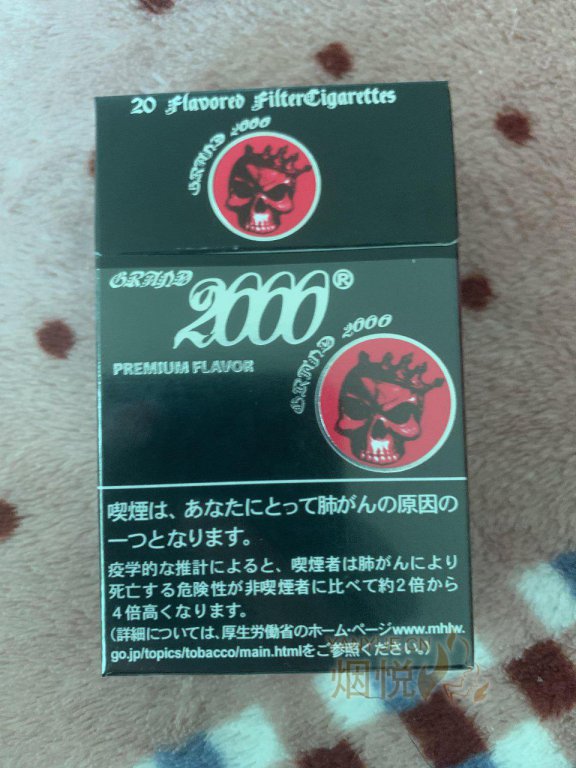 20 Flavored FilterCigarettes
GRAND 2000
GRAND
2000®
PREMIUM FLAVOR
GRAND 2000
喫煙は、あなたにとって肺がんの原因の
一つとなります。
疫学的な推計によると、喫煙者は肺がんにより
死亡する危険性が非喫煙者に比べて約2倍から
4倍高くなります。
(詳細については、厚生労働省のホーム・ページwww.mhlw.
go.jp/topics/tobacco/main.htmlをご参照ください。)
烟悦